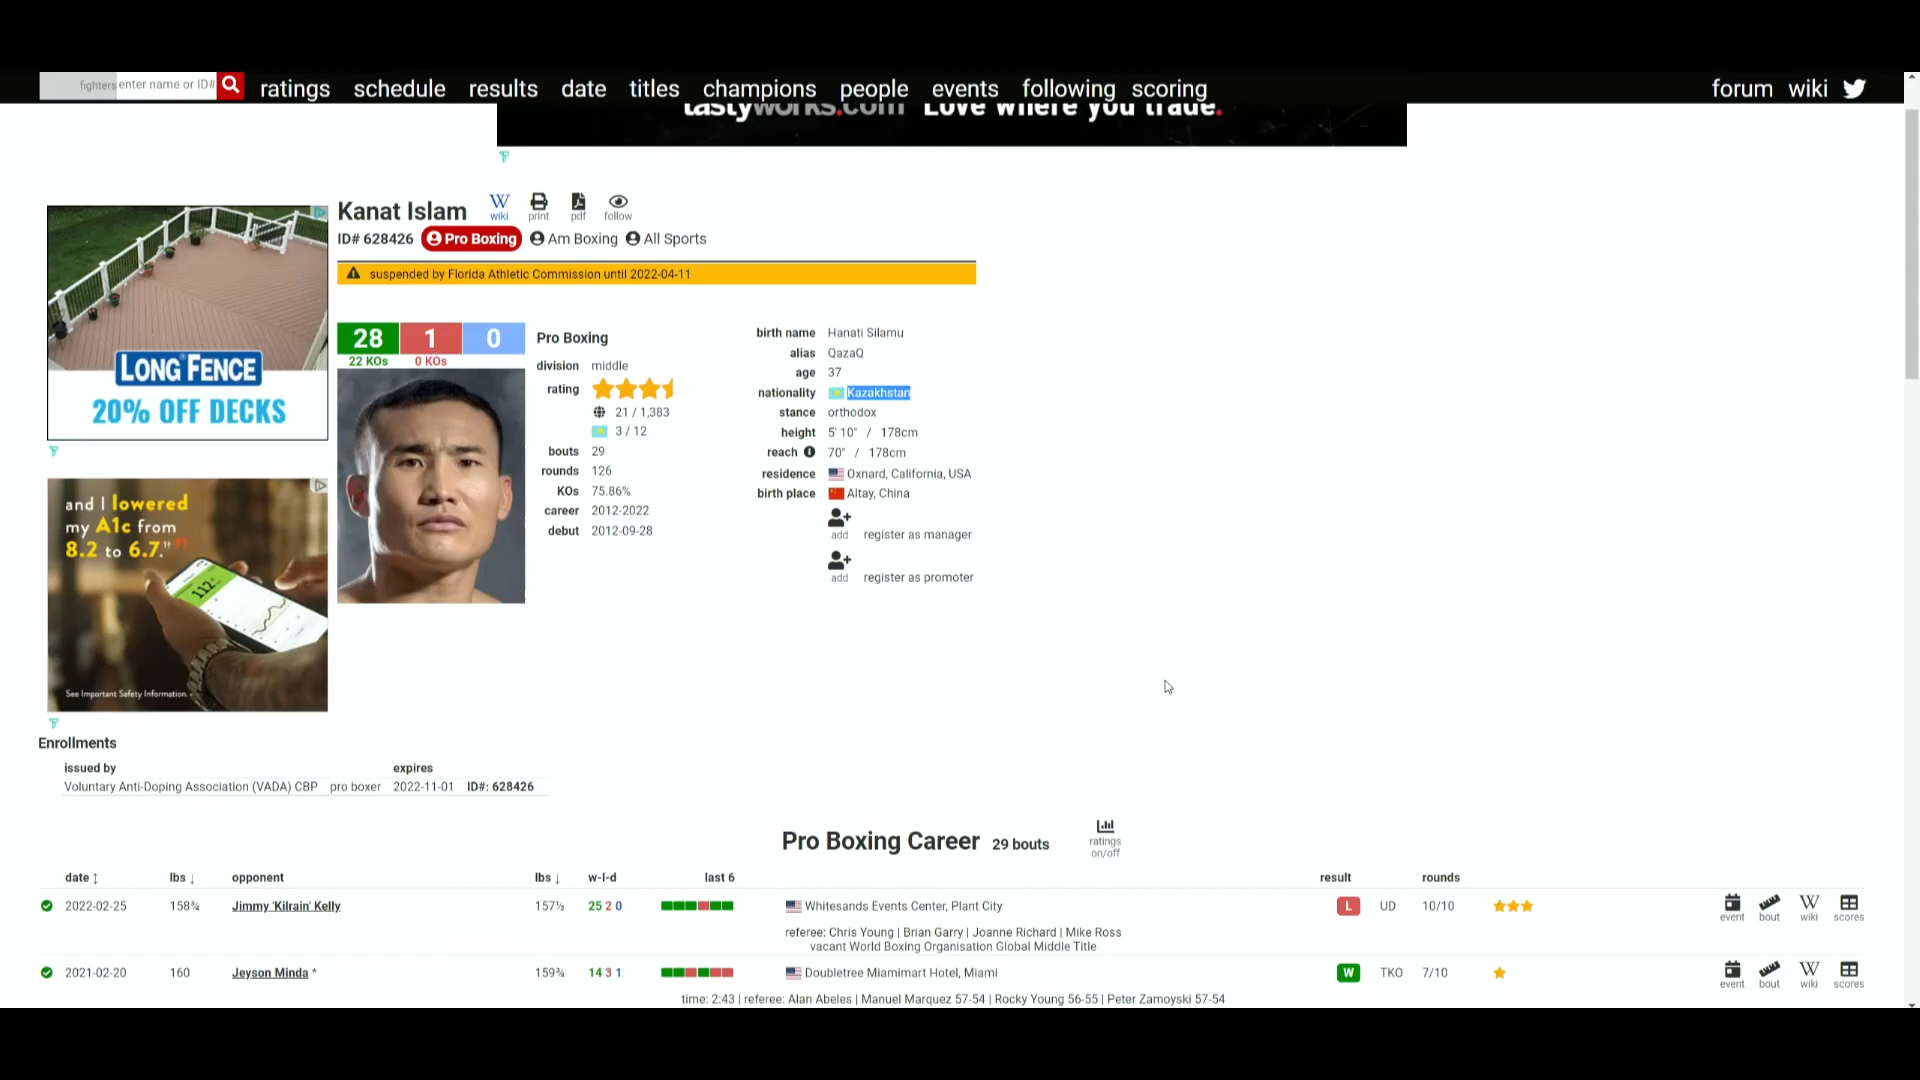 fighters enter name or ID# ratings schedule results date titles champions people events following scoring forum wiki
tastyworks.com Love where you trade.
Kanat Islam
wiki print pdf follow
ID# 628426 Pro Boxing Am Boxing All Sports
suspended by Florida Athletic Commission until 2022-04-11
28 1 0
22 KOs 0 KOs
Pro Boxing
division middle
rating
21 / 1,383
3 / 12
bouts 29
rounds 126
KOs 75.86%
career 2012-2022
debut 2012-09-28
birth name Hanati Silamu
alias QazaQ
age 37
nationality Kazakhstan
stance orthodox
height 5′ 10″ / 178cm
reach 70″ / 178cm
residence Oxnard, California, USA
birth place Altay, China
add register as manager
add register as promoter
LONG FENCE
20% OFF DECKS
and I lowered
my A1c from
8.2 to 6.7."
112
See Important Safety Information.
Enrollments
issued by expires
Voluntary Anti-Doping Association (VADA) CBP pro boxer 2022-11-01 ID#: 628426
Pro Boxing Career 29 bouts
ratings
on/off
date lbs opponent lbs w-l-d last 6 result rounds
2022-02-25 158¾ Jimmy 'Kilrain' Kelly 157½ 25 2 0 Whitesands Events Center, Plant City L UD 10/10
event bout wiki scores
referee: Chris Young | Brian Garry | Joanne Richard | Mike Ross
vacant World Boxing Organisation Global Middle Title
2021-02-20 160 Jeyson Minda * 159¾ 14 3 1 Doubletree Miamimart Hotel, Miami W TKO 7/10
event bout wiki scores
time: 2:43 | referee: Alan Abeles | Manuel Marquez 57-54 | Rocky Young 56-55 | Peter Zamoyski 57-54